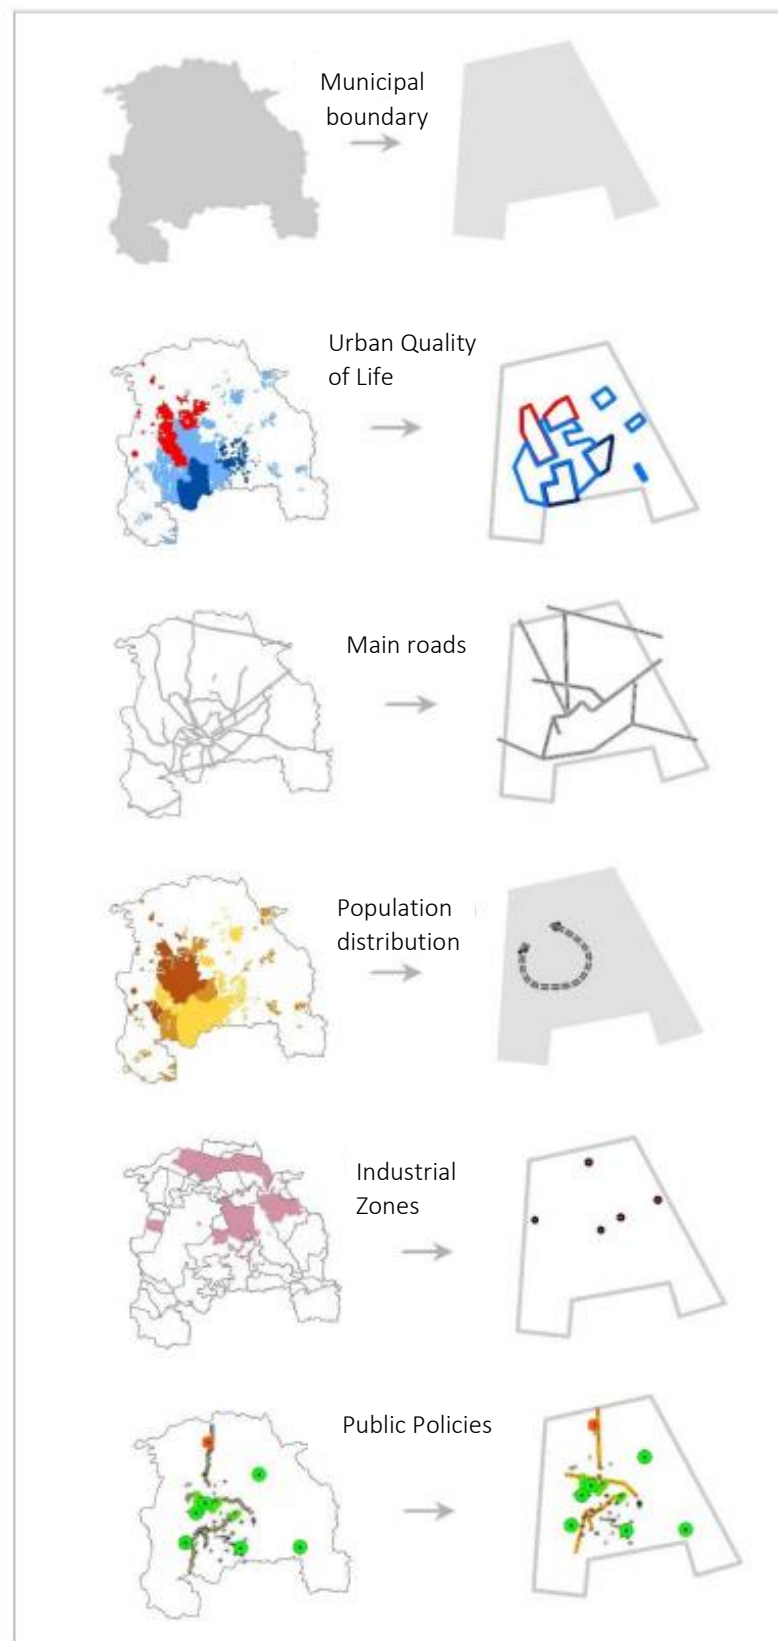 Municipal
boundary
Urban Quality
of Life
Main roads
Population
distribution
Industrial
Zones
Public Policies